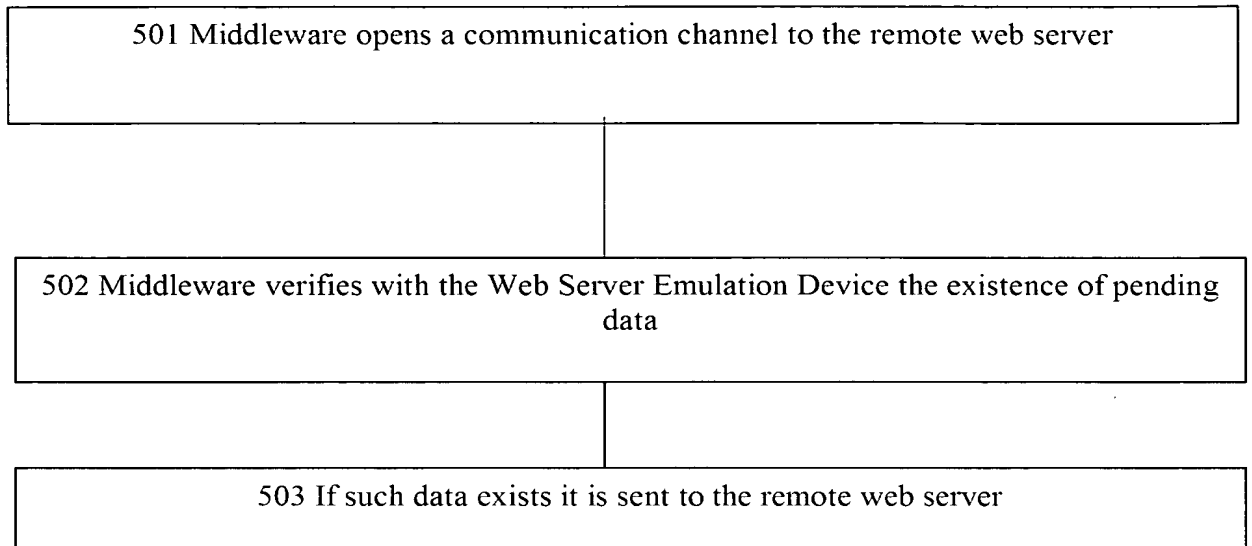 501 Middleware opens a communication channel to the remote web server
502 Middleware verifies with the Web Server Emulation Device the existence of pending
data
503 If such data exists it is sent to the remote web server